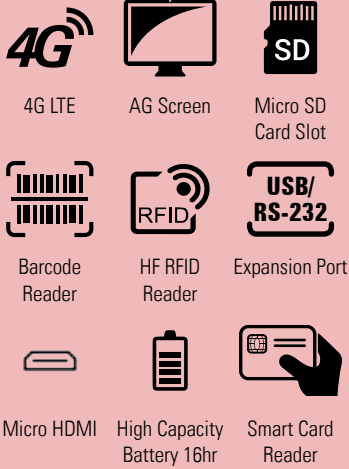 4G
SD
4G LTE
AG Screen
Micro SD
Card Slot
RFID
USB/
RS-232
Barcode
Reader
HF RFID
Reader
Expansion Port
Micro HDMI
High Capacity
Battery 16hr
Smart Card
Reader